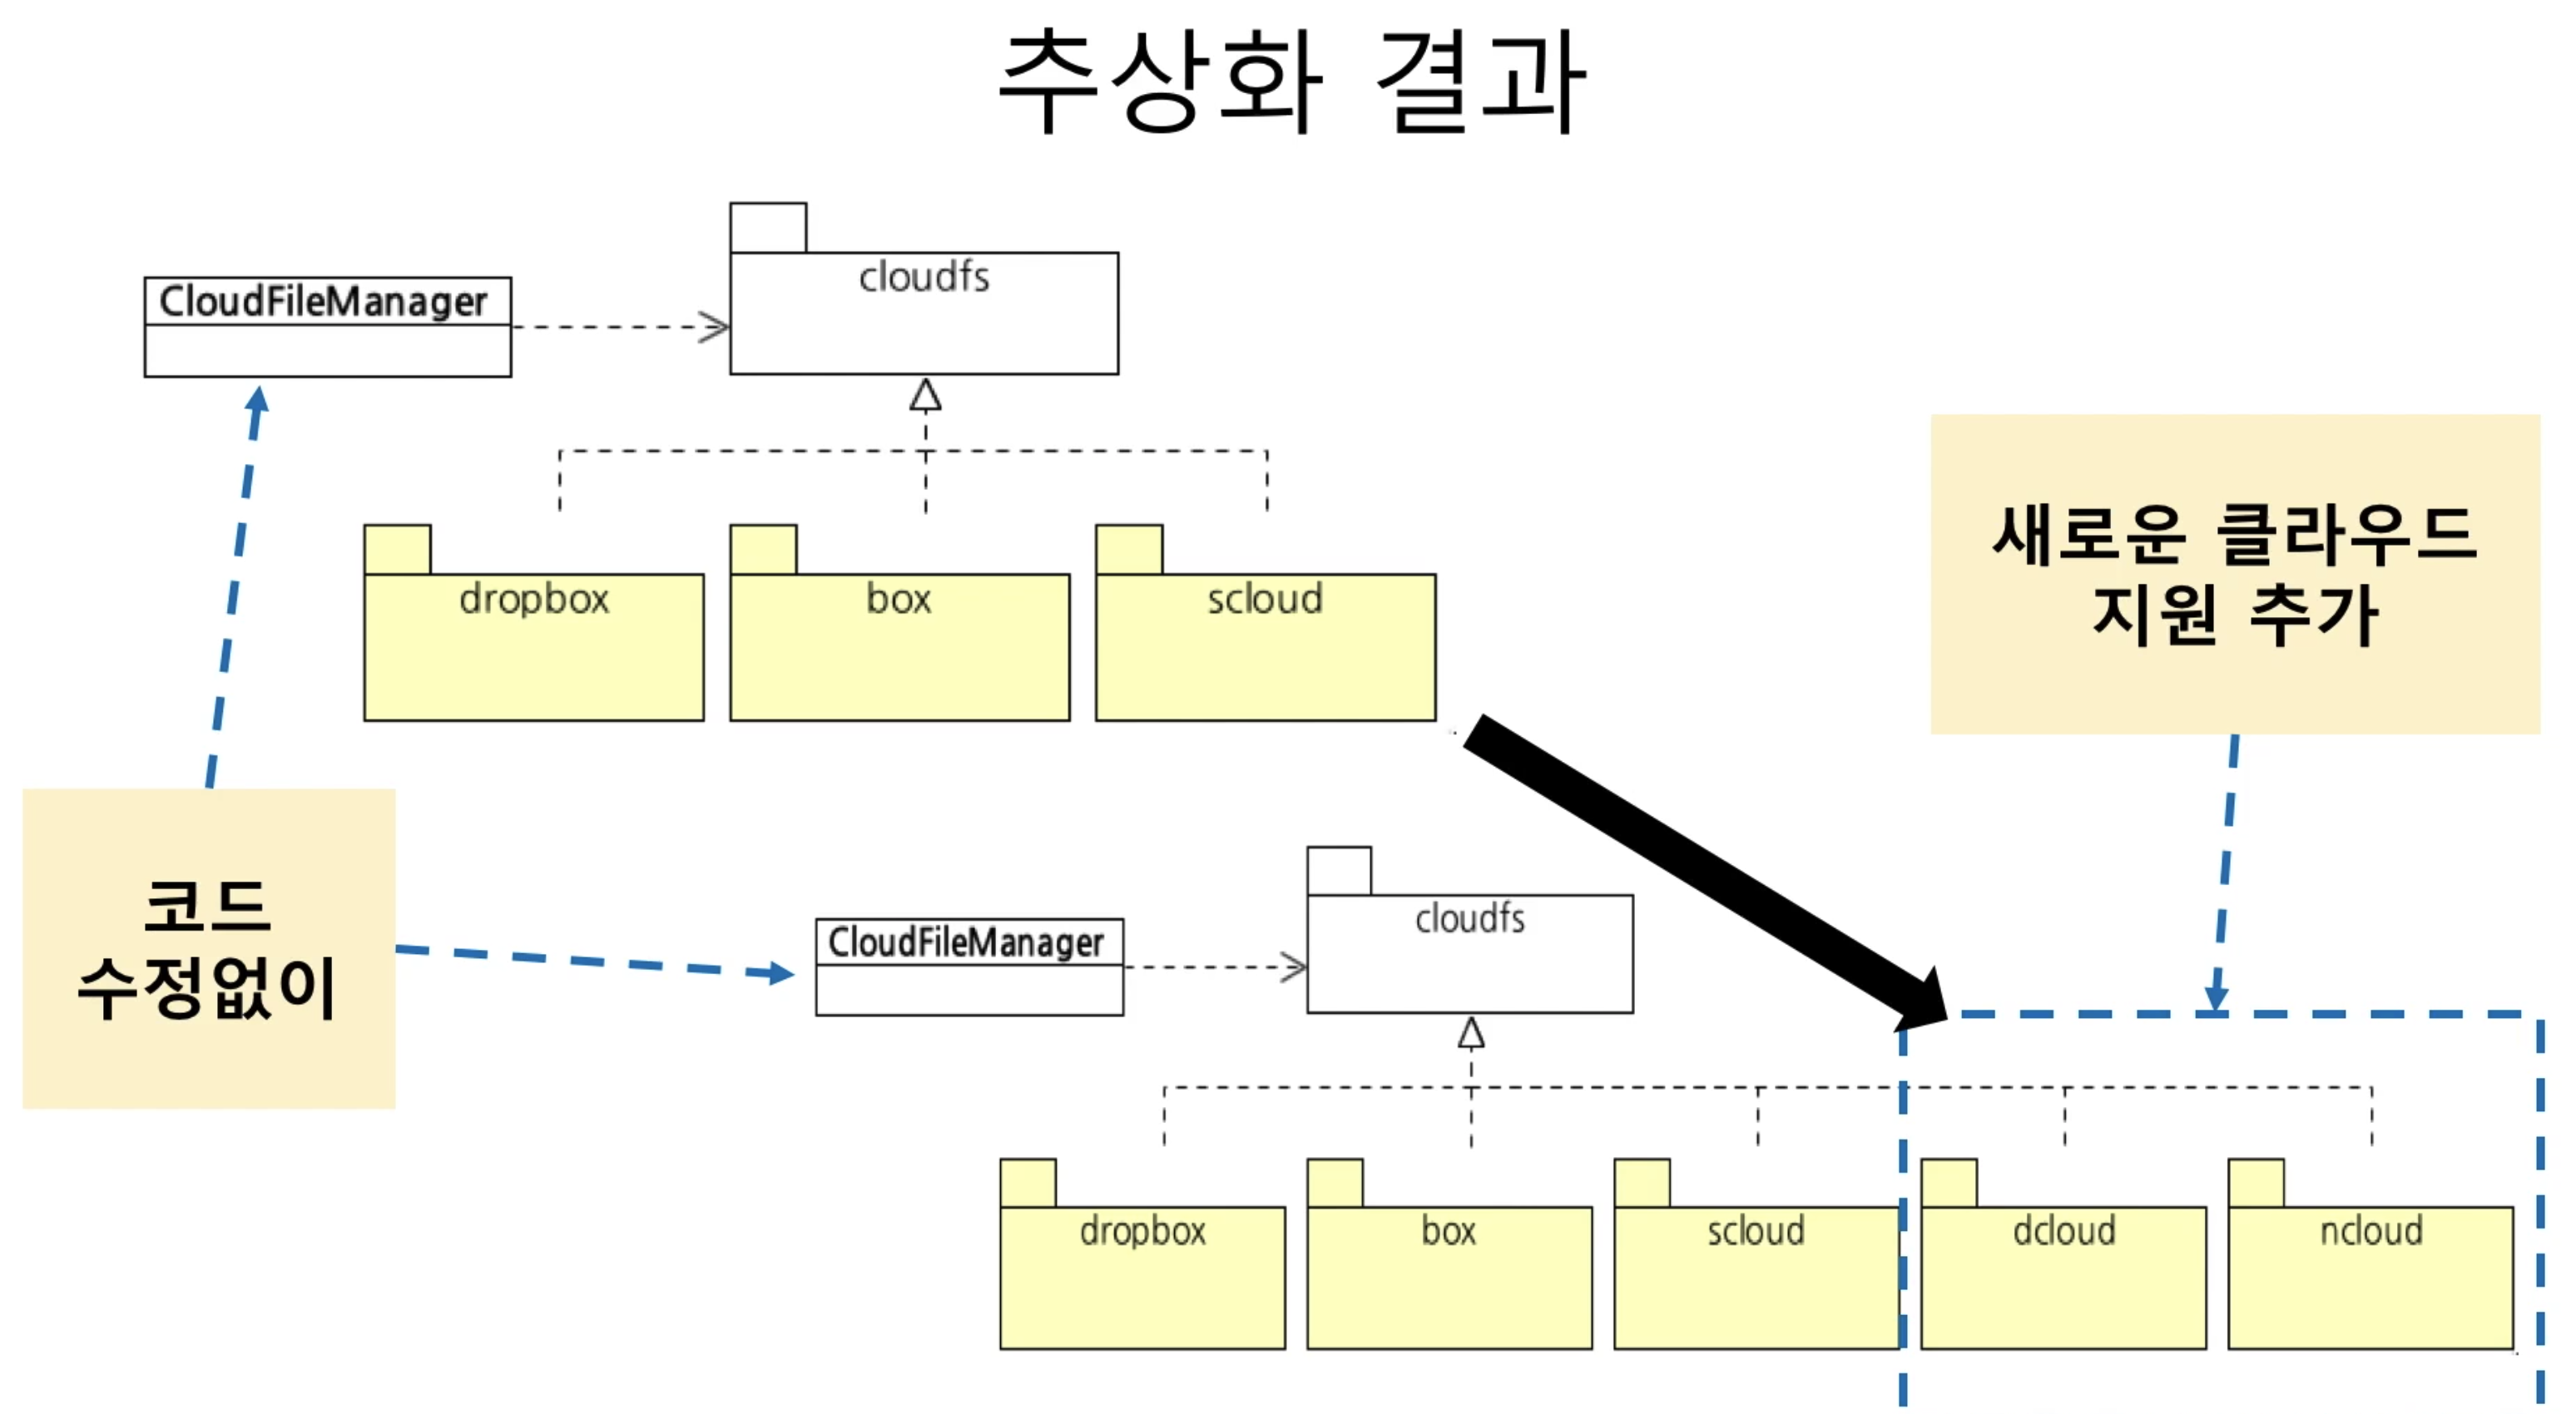 추상화 결과
cloudfs
CloudFileManager
dropbox
box
scloud
새로운 클라우드
지원 추가
코드
수정없이
cloudfs
CloudFileManager
dropbox
box
scloud
dcloud
ncloud